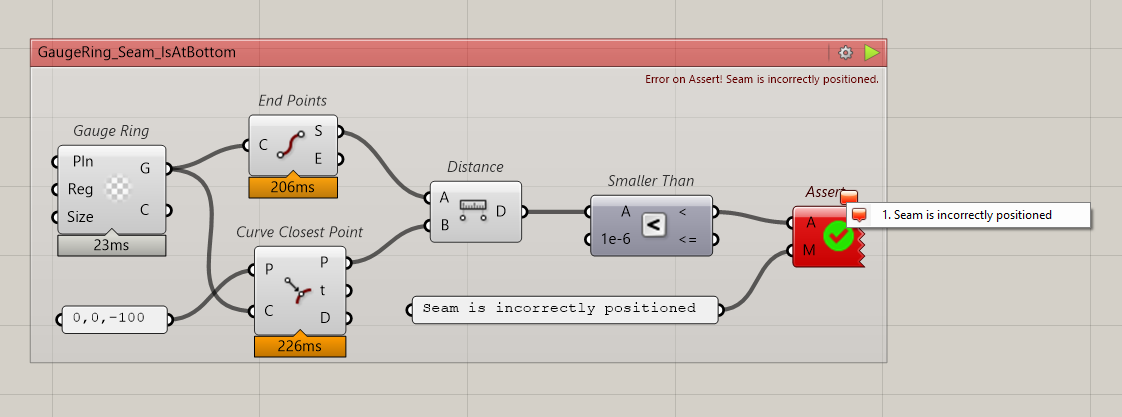 GaugeRing_Seam_IsAtBottom
Error on Assert! Seam is incorrectly positioned.
End Points
C
S
E
206ms
Gauge Ring
PIn
Reg
Size
G
C
23ms
Distance
A
B
D
Smaller Than
A
1e-6
<
<
<=
Assert
A
M
1. Seam is incorrectly positioned
Curve Closest Point
P
C
P
t
D
226ms
0,0,-100
Seam is incorrectly positioned